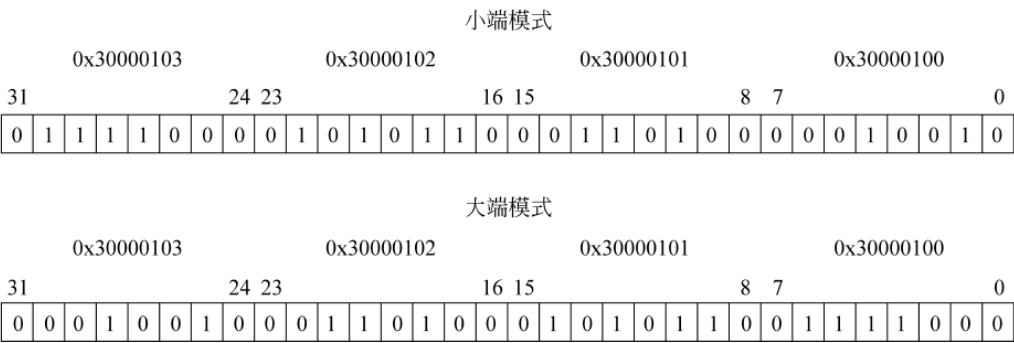 小端模式
0x30000103 0x30000102 0x30000101 0x30000100
31 24 23 16 15 8 7 0
0 1 1 1 1 0 0 0 0 1 0 1 0 1 1 0 0 0 1 1 0 1 0 0 0 0 0 1 0 0 1 0
大端模式
0x30000103 0x30000102 0x30000101 0x30000100
31 24 23 16 15 8 7 0
0 0 0 1 0 0 1 0 0 0 1 1 0 1 0 0 0 1 0 1 0 1 1 0 0 1 1 1 1 0 0 0